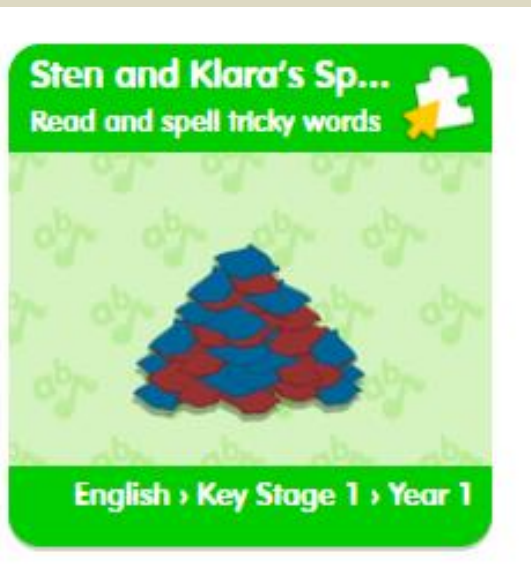 Sten and Klara's Sp...
Read and spell tricky words
English › Key Stage 1 › Year 1